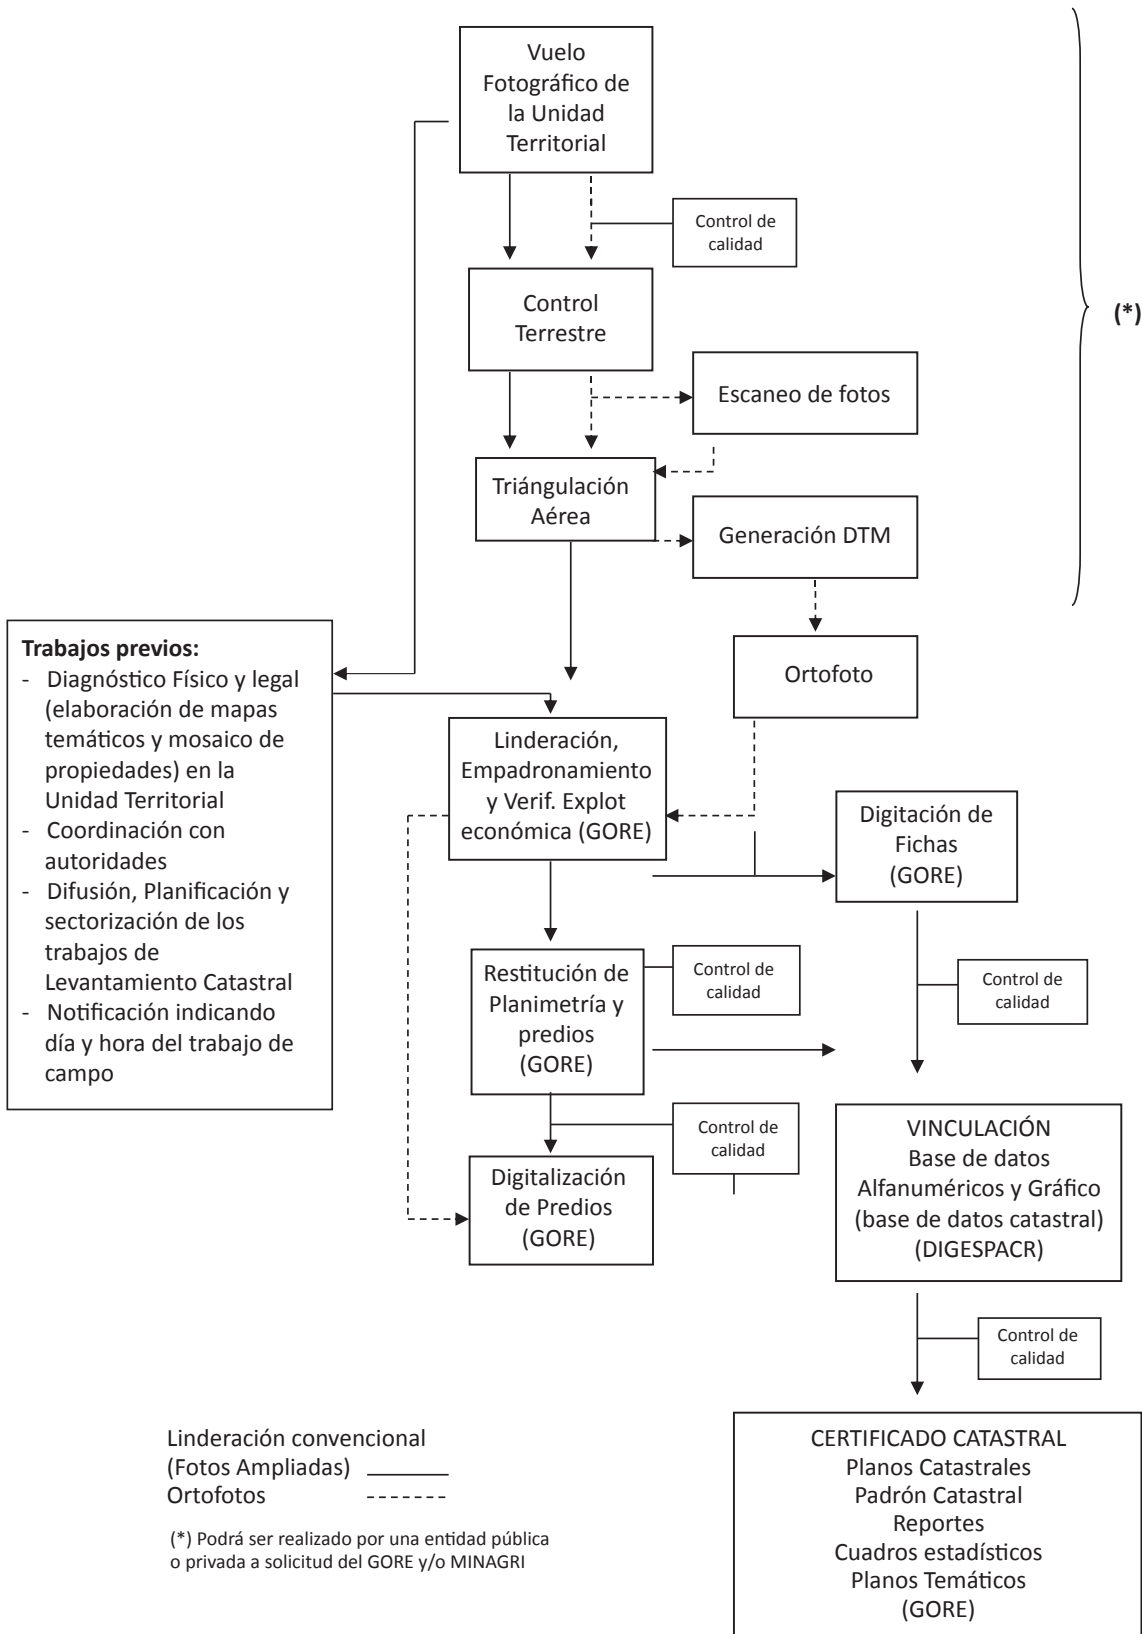 Vuelo
Fotográfico de
la Unidad
Territorial
Control de
calidad
Control
Terrestre
(*)
Escaneo de fotos
Triángulación
Aérea
Generación DTM
Ortofoto
Trabajos previos:
- Diagnóstico Físico y legal
(elaboración de mapas
temáticos y mosaico de
propiedades) en la
Unidad Territorial
- Coordinación con
autoridades
- Difusión, Planificación y
sectorización de los
trabajos de
Levantamiento Catastral
- Notificación indicando
día y hora del trabajo de
campo
Linderación,
Empadronamiento
y Verif. Explot
económica (GORE)
Digitación de
Fichas
(GORE)
Restitución de
Planimetría y
predios
(GORE)
Control de
calidad
Control de
calidad
Control de
calidad
Digitalización
de Predios
(GORE)
VINCULACIÓN
Base de datos
Alfanuméricos y Gráfico
(base de datos catastral)
(DIGESPACR)
Control de
calidad
CERTIFICADO CATASTRAL
Planos Catastrales
Padrón Catastral
Reportes
Cuadros estadísticos
Planos Temáticos
(GORE)
Linderación convencional
(Fotos Ampliadas)
Ortofotos
(*) Podrá ser realizado por una entidad pública
o privada a solicitud del GORE y/o MINAGRI